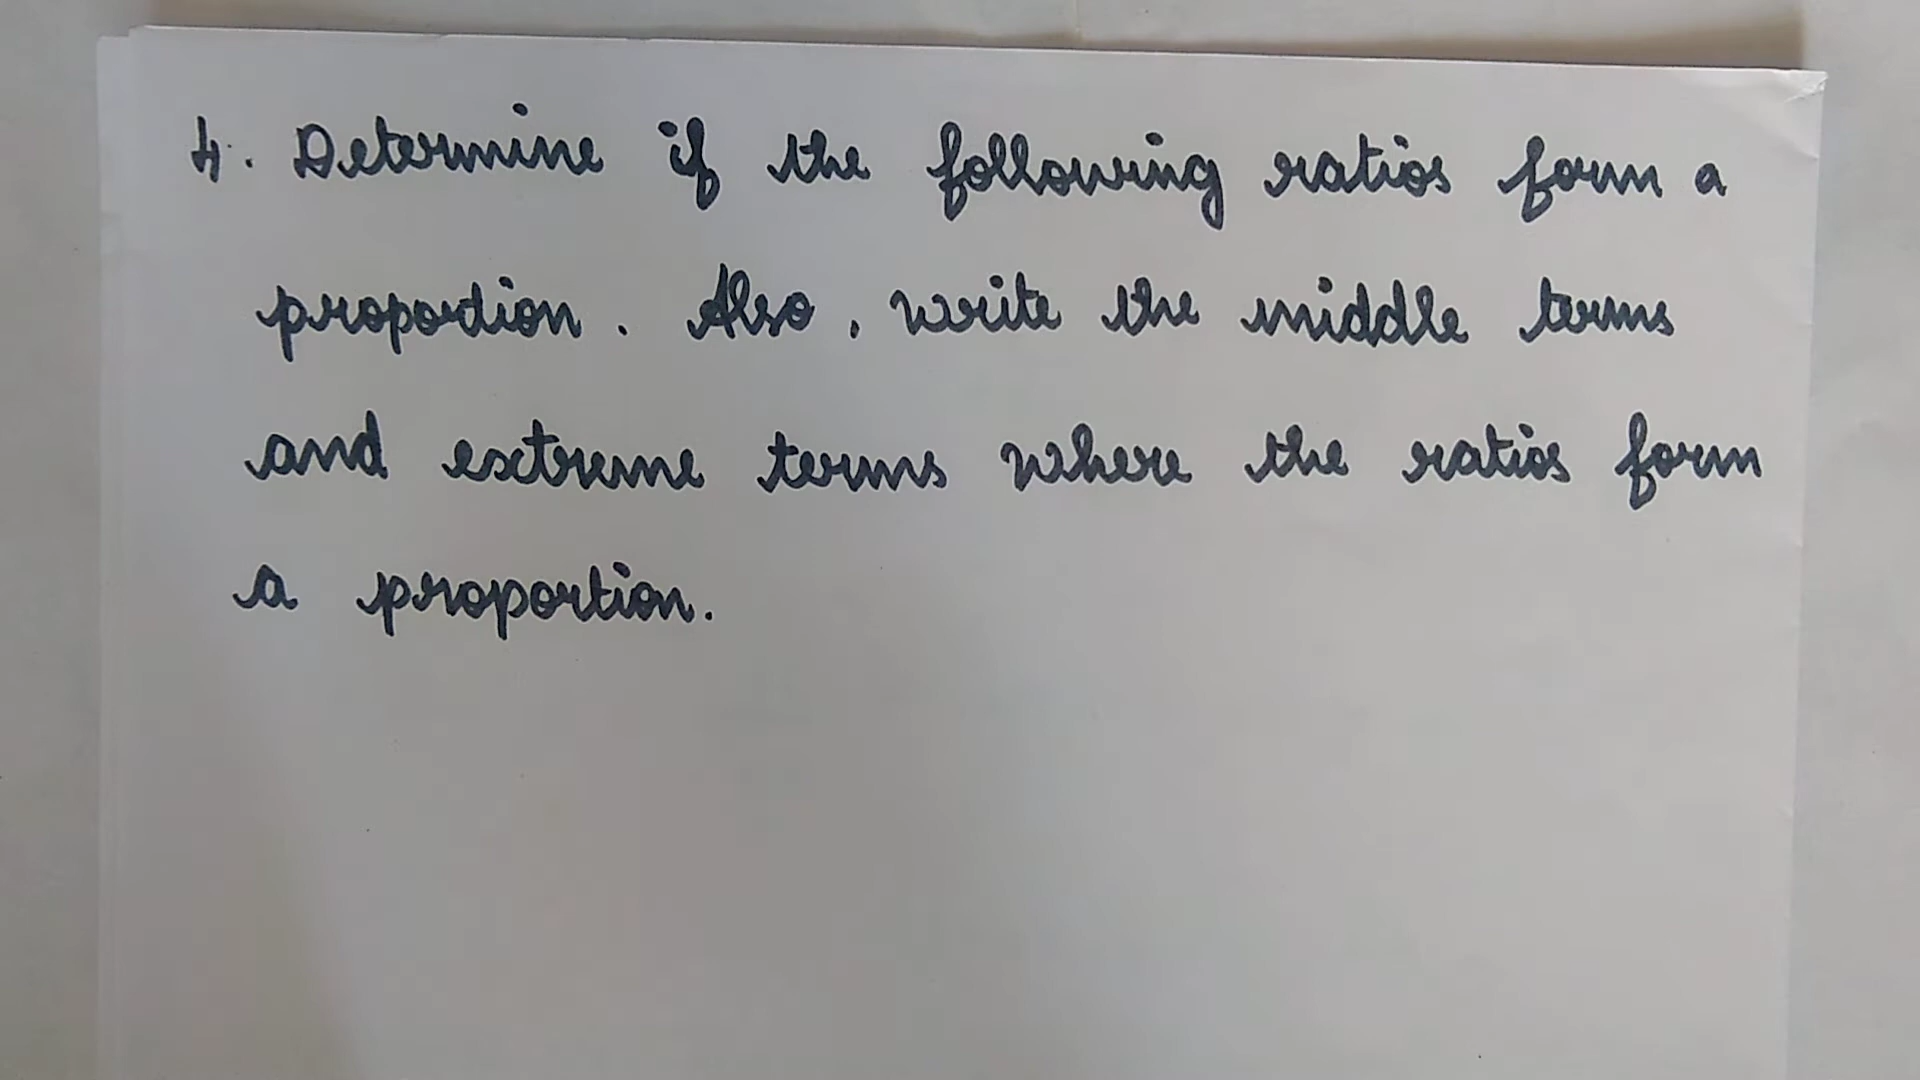 4. Determine if the following ratios form a
proportion. Also, write the middle terms
and extreme terms where the ratios form
a proportion.